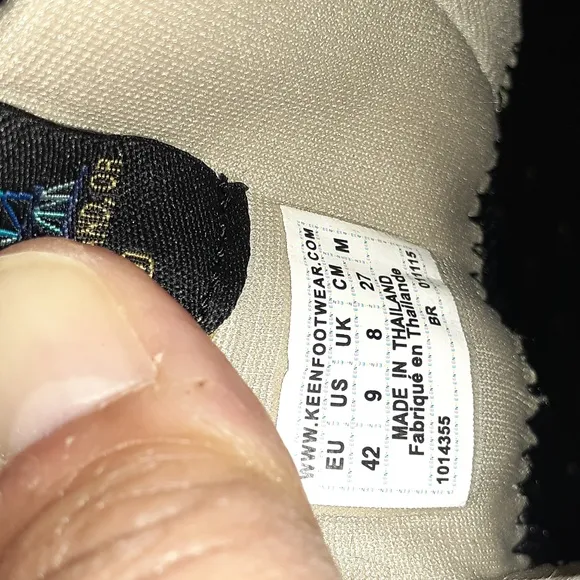 WWW.KEENFOOTWEAR.COM
EU US UK CM M
42 9 8 27
MADE IN THAILAND
Fabriqué en Thaïlande
1014355 BR 011115